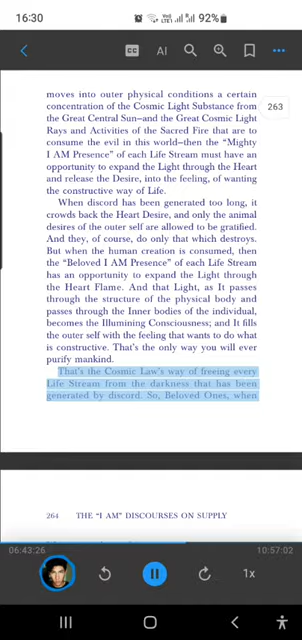 16:30
92%
CC
AI
263
moves into outer physical conditions a certain
concentration of the Cosmic Light Substance from
the Great Central Sun—and the Great Cosmic Light
Rays and Activities of the Sacred Fire that are to
consume the evil in this world—then the “Mighty
I AM Presence” of each Life Stream must have an
opportunity to expand the Light through the Heart
and release the Desire, into the feeling, of wanting
the constructive way of Life.
When discord has been generated too long, it
crowds back the Heart Desire, and only the animal
desires of the outer self are allowed to be gratified.
And they, of course, do only that which destroys.
But when the human creation is consumed, then
the “Beloved I AM Presence” of each Life Stream
has an opportunity to expand the Light through
the Heart Flame. And that Light, as It passes
through the structure of the physical body and
passes through the Inner bodies of the individual,
becomes the Illumining Consciousness; and It fills
the outer self with the feeling that wants to do what
is constructive. That's the only way you will ever
purify mankind.
That's the Cosmic Law's way of freeing every
Life Stream from the darkness that has been
generated by discord. So, Beloved Ones, when
264 THE “I AM” DISCOURSES ON SUPPLY
06:43:26
10:57:02
1x